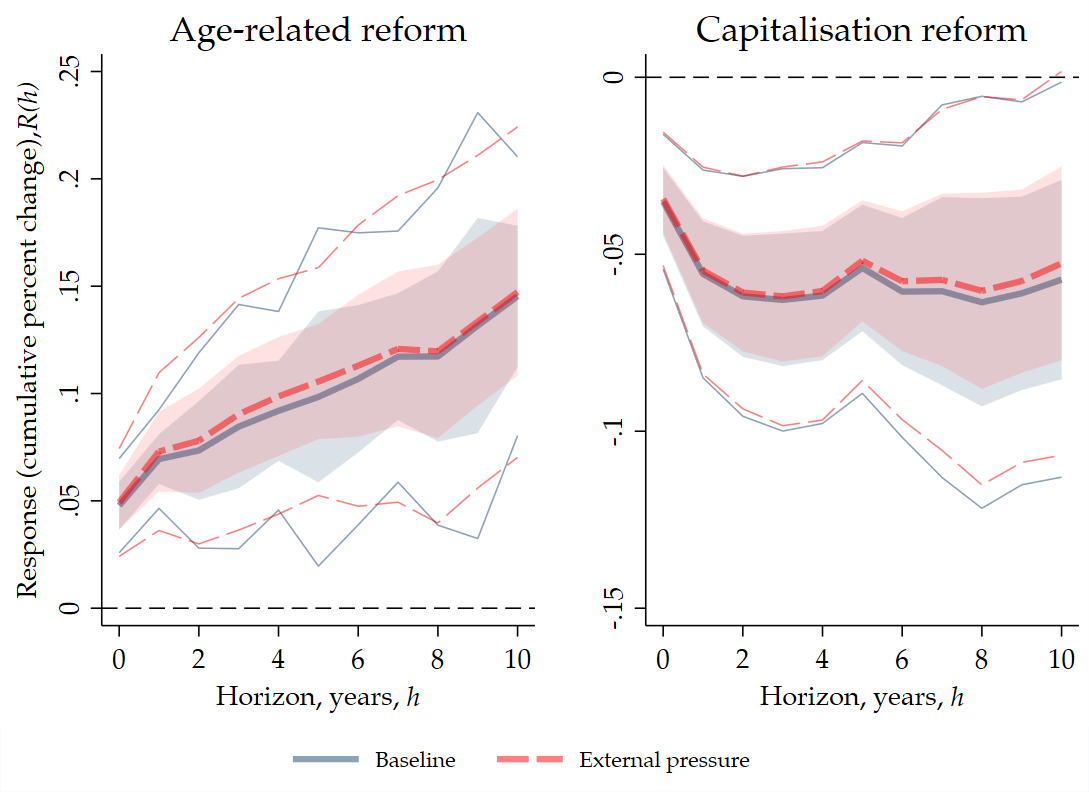 Age-related reform
Capitalisation reform
Response (cumulative percent change),R(h)
.25
.2
.15
.1
.05
0
0 2 4 6 8 10
Horizon, years, h
0
-.05
-.1
-.15
0 2 4 6 8 10
Horizon, years, h
Baseline
External pressure